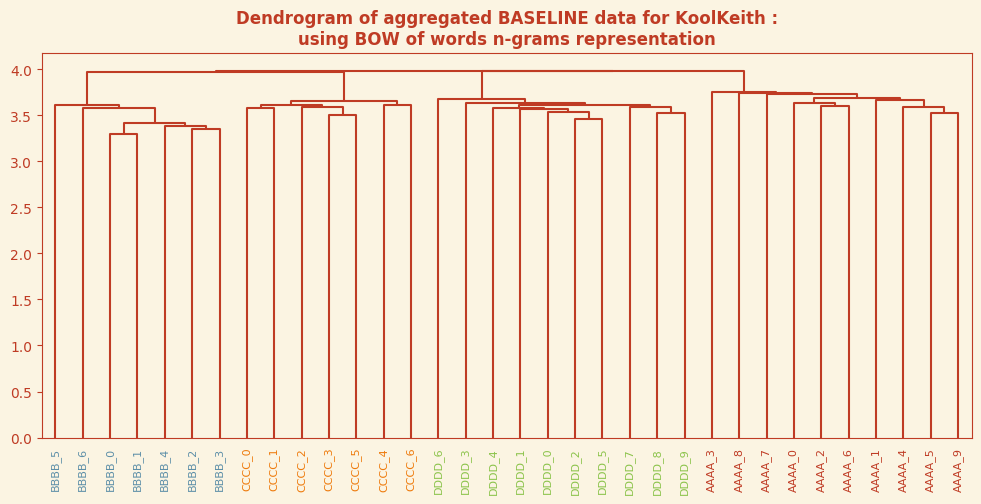 Dendrogram of aggregated BASELINE data for KoolKeith :
using BOW of words n-grams representation
4.0
3.5
3.0
2.5
2.0
1.5
1.0
0.5
0.0
BBBB_5
BBBB_6
BBBB_0
BBBB_1
BBBB_4
BBBB_2
BBBB_3
CCCC_0
CCCC_1
CCCC_2
CCCC_3
CCCC_5
CCCC_4
CCCC_6
DDDD_6
DDDD_3
DDDD_4
DDDD_1
DDDD_0
DDDD_2
DDDD_5
DDDD_7
DDDD_8
DDDD_9
AAAA_3
AAAA_8
AAAA_7
AAAA_0
AAAA_2
AAAA_6
AAAA_1
AAAA_4
AAAA_5
AAAA_9